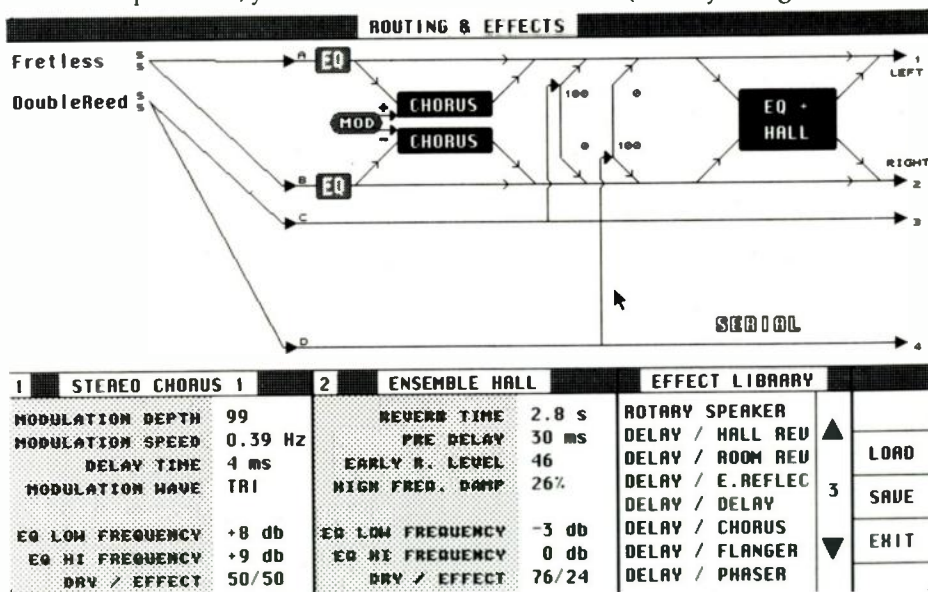 ROUTING & EFFECTS
Fretless S S
DoubleReed S S
A EQ
CHORUS
MOD + -
CHORUS
B EQ
C
D
100 0
0 100
EQ +
HALL
1
LEFT
RIGHT
2
3
SERIAL
4
1 STEREO CHORUS 1
MODULATION DEPTH 99
MODULATION SPEED 0.39 Hz
DELAY TIME 4 ms
MODULATION WAVE TRI
EQ LOW FREQUENCY +8 db
EQ HI FREQUENCY +9 db
DRY / EFFECT 50/50
2 ENSEMBLE HALL
REVERB TIME 2.8 s
PRE DELAY 30 ms
EARLY R. LEVEL 46
HIGH FREQ. DAMP 26%
EQ LOW FREQUENCY -3 db
EQ HI FREQUENCY 0 db
DRY / EFFECT 76/24
EFFECT LIBRARY
ROTARY SPEAKER
DELAY / HALL REV
DELAY / ROOM REV
DELAY / E.REFLEC
DELAY / DELAY
DELAY / CHORUS
DELAY / FLANGER
DELAY / PHASER
3
LOAD
SAVE
EXIT